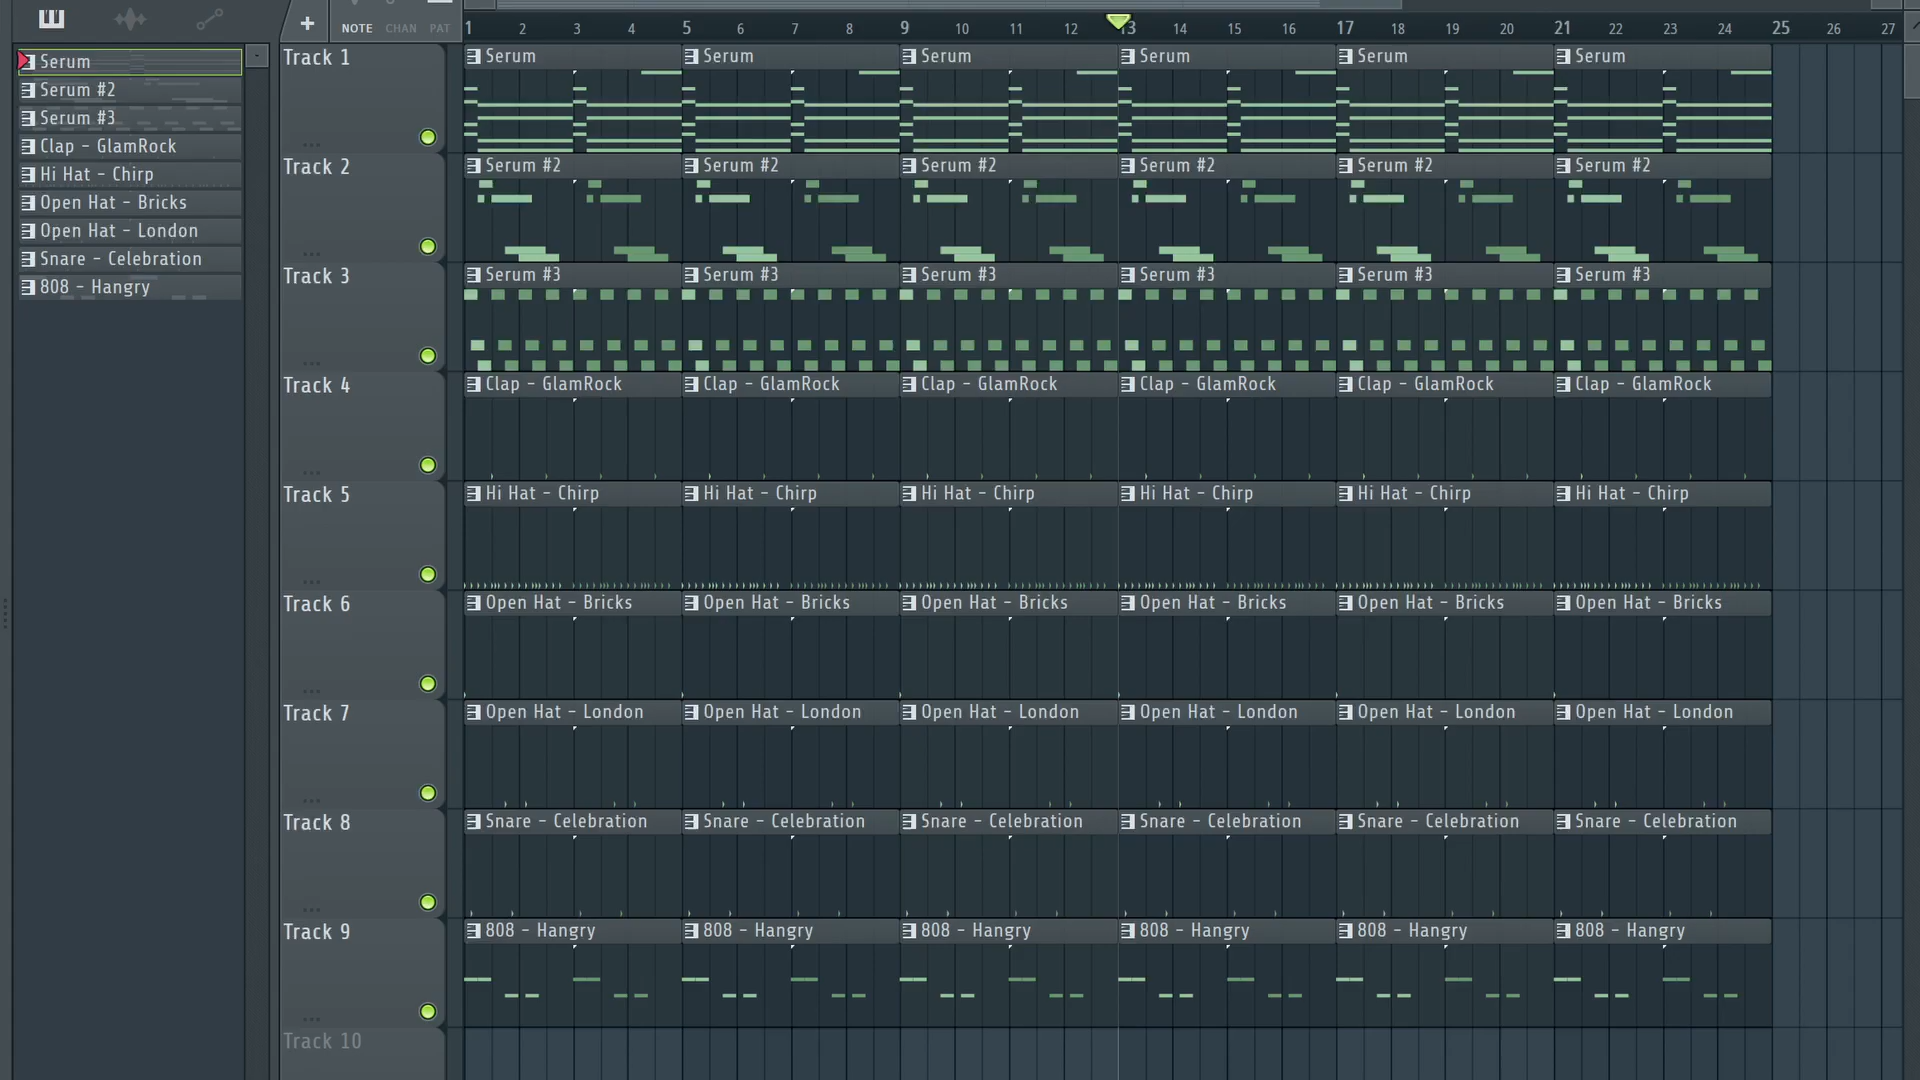 NOTE CHAN PAT
1 2 3 4 5 6 7 8 9 10 11 12 13 14 15 16 17 18 19 20 21 22 23 24 25 26 27
Serum
Serum #2
Serum #3
Clap - GlamRock
Hi Hat - Chirp
Open Hat - Bricks
Open Hat - London
Snare - Celebration
808 - Hangry
Track 1
Serum Serum Serum Serum Serum Serum
Track 2
Serum #2 Serum #2 Serum #2 Serum #2 Serum #2 Serum #2
Track 3
Serum #3 Serum #3 Serum #3 Serum #3 Serum #3 Serum #3
Track 4
Clap - GlamRock Clap - GlamRock Clap - GlamRock Clap - GlamRock Clap - GlamRock Clap - GlamRock
Track 5
Hi Hat - Chirp Hi Hat - Chirp Hi Hat - Chirp Hi Hat - Chirp Hi Hat - Chirp Hi Hat - Chirp
Track 6
Open Hat - Bricks Open Hat - Bricks Open Hat - Bricks Open Hat - Bricks Open Hat - Bricks Open Hat - Bricks
Track 7
Open Hat - London Open Hat - London Open Hat - London Open Hat - London Open Hat - London Open Hat - London
Track 8
Snare - Celebration Snare - Celebration Snare - Celebration Snare - Celebration Snare - Celebration Snare - Celebration
Track 9
808 - Hangry 808 - Hangry 808 - Hangry 808 - Hangry 808 - Hangry 808 - Hangry
Track 10